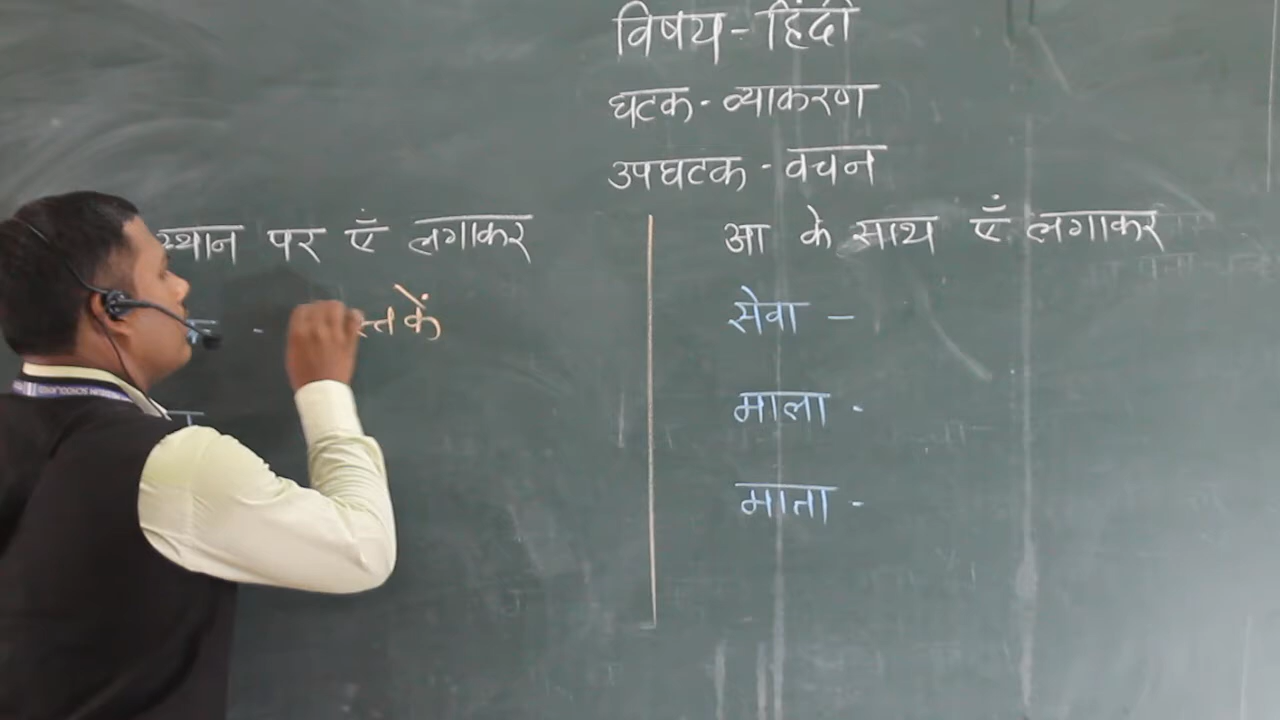 विषय - हिंदी
घटक - व्याकरण
उपघटक - वचन
स्थान पर एँ लगाकर
आ के साथ एँ लगाकर
सेवा -
माला -
माता -